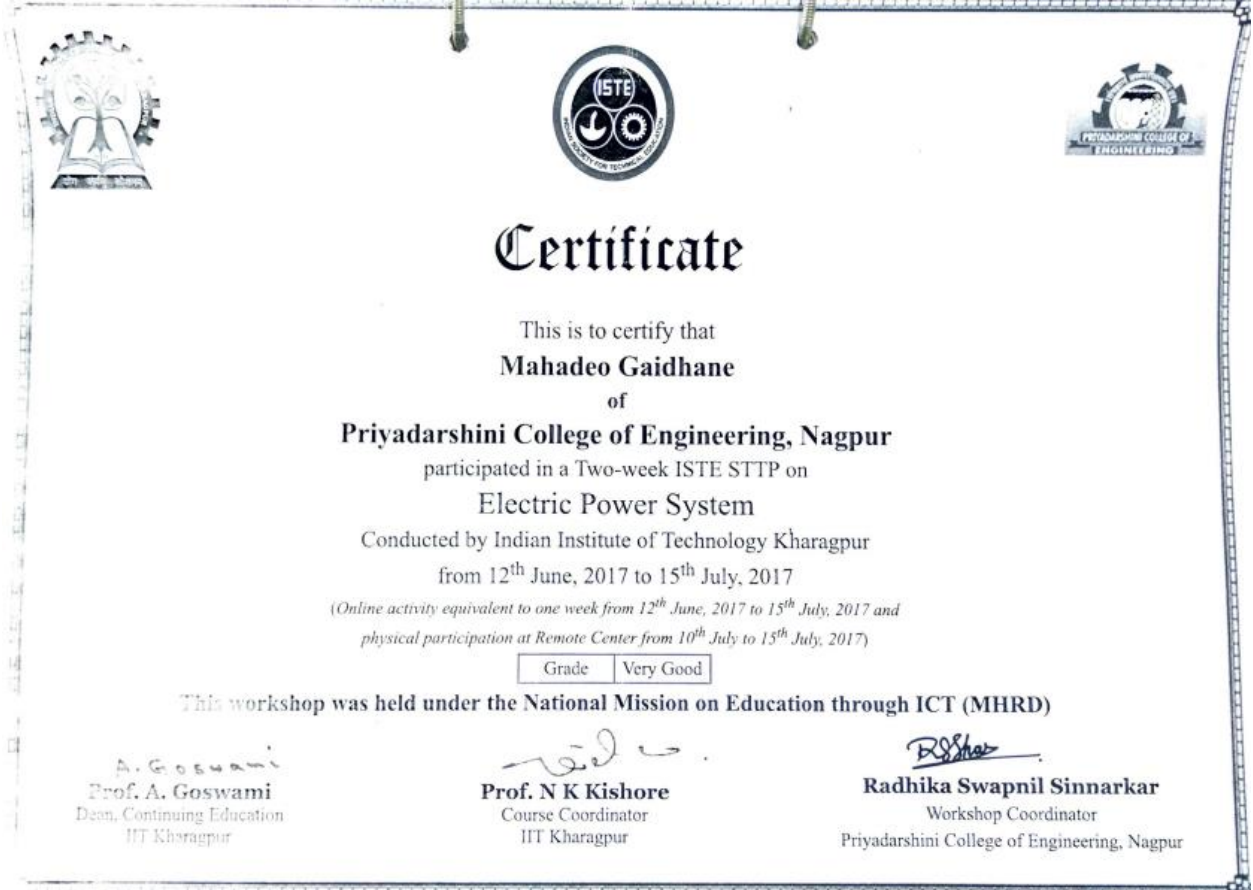 ISTE
INDIAN SOCIETY FOR TECHNICAL EDUCATION
PRIYADARSHINI COLLEGE OF
ENGINEERING
Certificate
This is to certify that
Mahadeo Gaidhane
of
Priyadarshini College of Engineering, Nagpur
participated in a Two-week ISTE STTP on
Electric Power System
Conducted by Indian Institute of Technology Kharagpur
from 12th June, 2017 to 15th July, 2017
(Online activity equivalent to one week from 12th June, 2017 to 15th July, 2017 and
physical participation at Remote Center from 10th July to 15th July, 2017)
Grade Very Good
This workshop was held under the National Mission on Education through ICT (MHRD)
A. Goswami
Prof. A. Goswami
Dean, Continuing Education
IIT Kharagpur
Prof. N K Kishore
Course Coordinator
IIT Kharagpur
Radhika Swapnil Sinnarkar
Workshop Coordinator
Priyadarshini College of Engineering, Nagpur